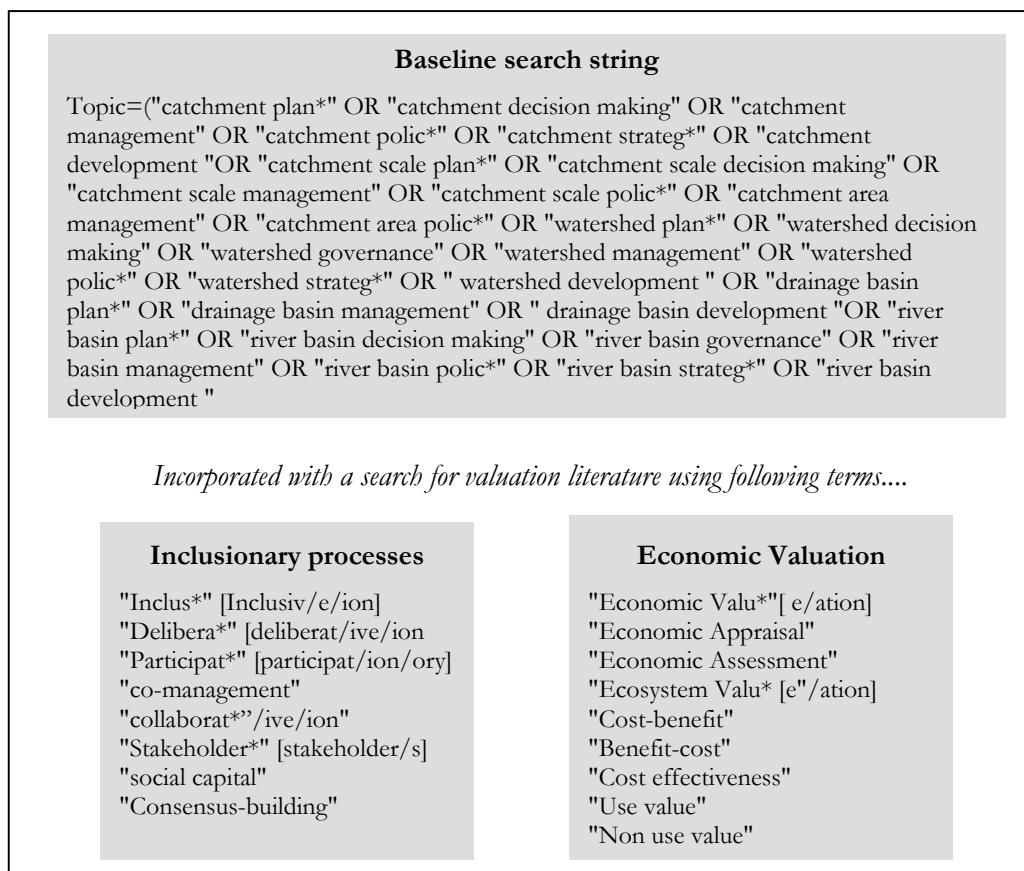 Baseline search string
Topic=("catchment plan*" OR "catchment decision making" OR "catchment
management" OR "catchment polic*" OR "catchment strateg*" OR "catchment
development "OR "catchment scale plan*" OR "catchment scale decision making" OR
"catchment scale management" OR "catchment scale polic*" OR "catchment area
management" OR "catchment area polic*" OR "watershed plan*" OR "watershed decision
making" OR "watershed governance" OR "watershed management" OR "watershed
polic*" OR "watershed strateg*" OR " watershed development " OR "drainage basin
plan*" OR "drainage basin management" OR " drainage basin development "OR "river
basin plan*" OR "river basin decision making" OR "river basin governance" OR "river
basin management" OR "river basin polic*" OR "river basin strateg*" OR "river basin
development "
Incorporated with a search for valuation literature using following terms....
Inclusionary processes
"Inclus*" [Inclusiv/e/ion]
"Delibera*" [deliberat/ive/ion
"Participat*" [participat/ion/ory]
"co-management"
"collaborat*”/ive/ion"
"Stakeholder*" [stakeholder/s]
"social capital"
"Consensus-building"
Economic Valuation
"Economic Valu*"[ e/ation]
"Economic Appraisal"
"Economic Assessment"
"Ecosystem Valu* [e"/ation]
"Cost-benefit"
"Benefit-cost"
"Cost effectiveness"
"Use value"
"Non use value"